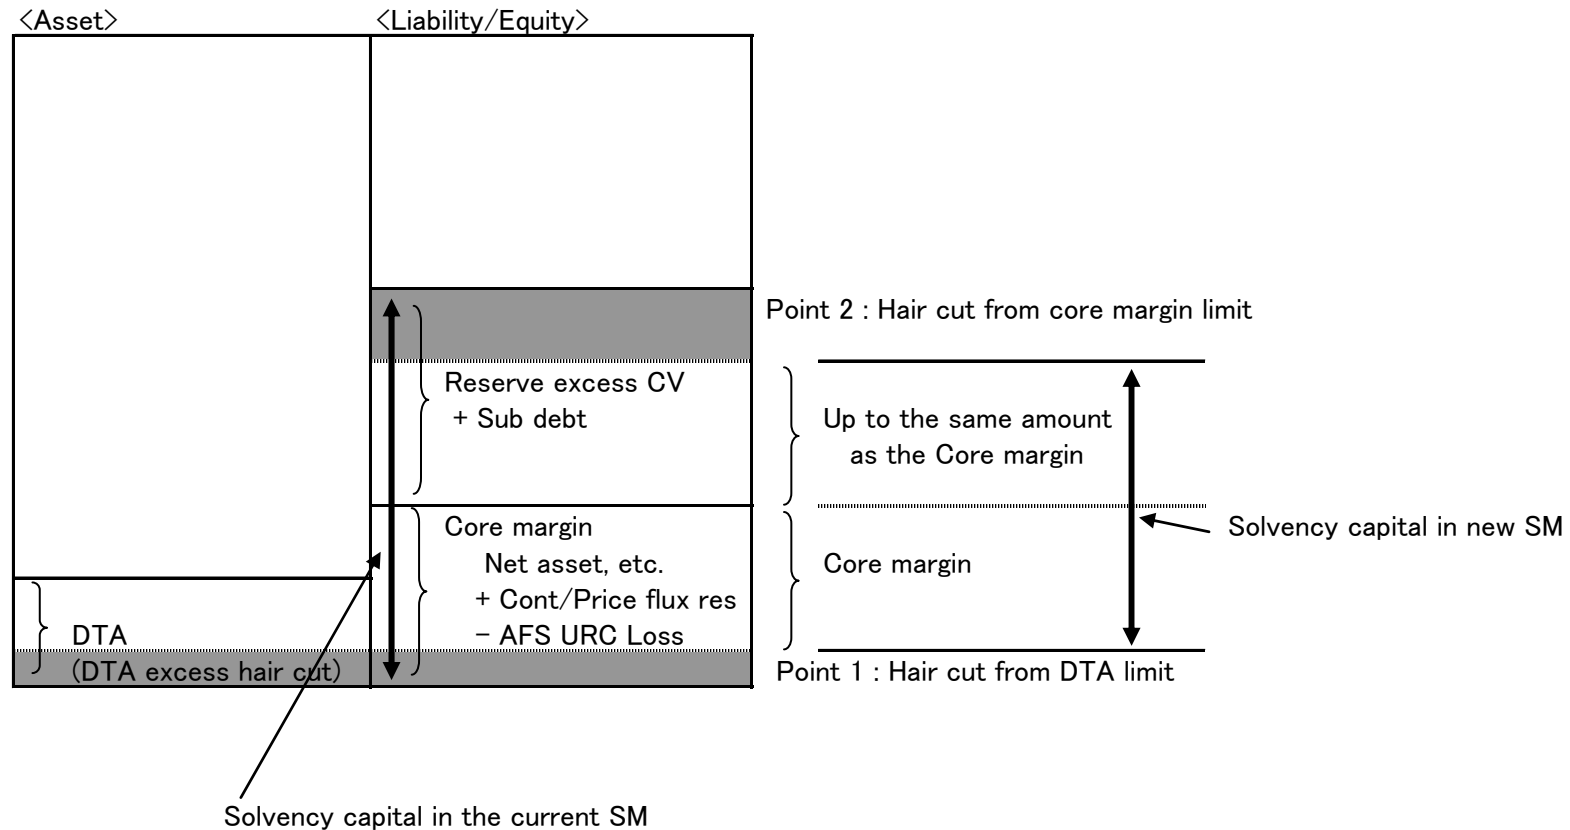 <Asset>
<Liability/Equity>
Point 2 : Hair cut from core margin limit
Reserve excess CV
+ Sub debt
Up to the same amount
as the Core margin
Core margin
Net asset, etc.
+ Cont/Price flux res
- AFS URC Loss
Solvency capital in new SM
Core margin
DTA
(DTA excess hair cut)
Point 1 : Hair cut from DTA limit
Solvency capital in the current SM